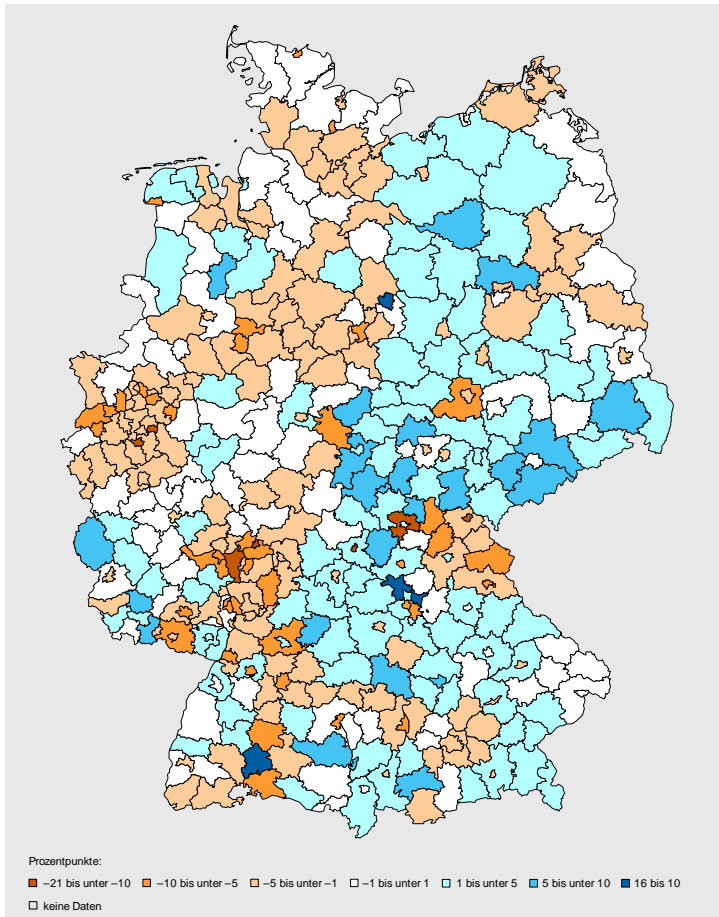 Prozentpunkte:
–21 bis unter –10 –10 bis unter –5 –5 bis unter –1 –1 bis unter 1 1 bis unter 5 5 bis unter 10 16 bis 10
keine Daten